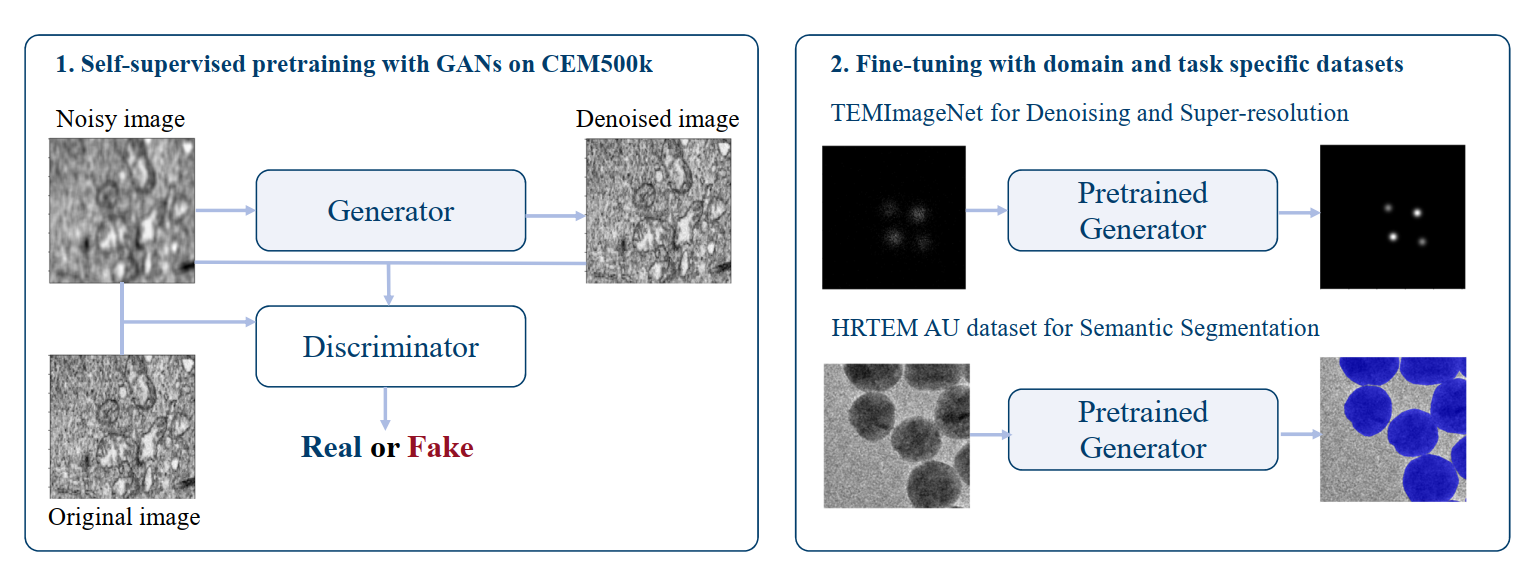 1. Self-supervised pretraining with GANs on CEM500k
Noisy image
Denoised image
Generator
Discriminator
Real or Fake
Original image
2. Fine-tuning with domain and task specific datasets
TEMImageNet for Denoising and Super-resolution
Pretrained
Generator
HRTEM AU dataset for Semantic Segmentation
Pretrained
Generator